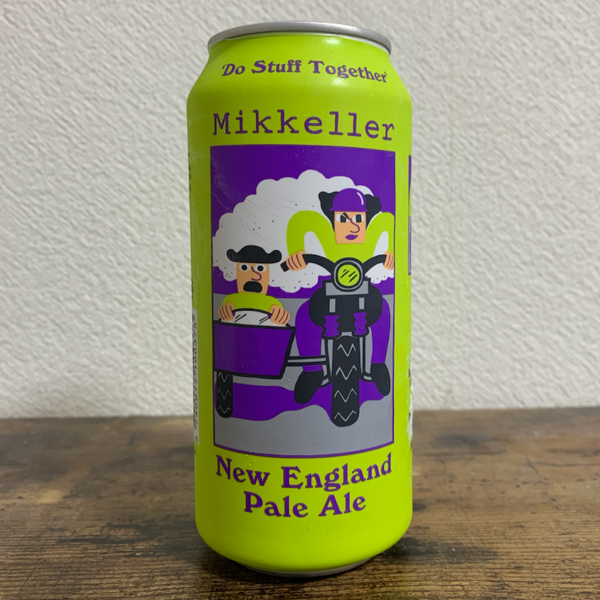 'Do Stuff Together'
Mikkeller
New England
Pale Ale